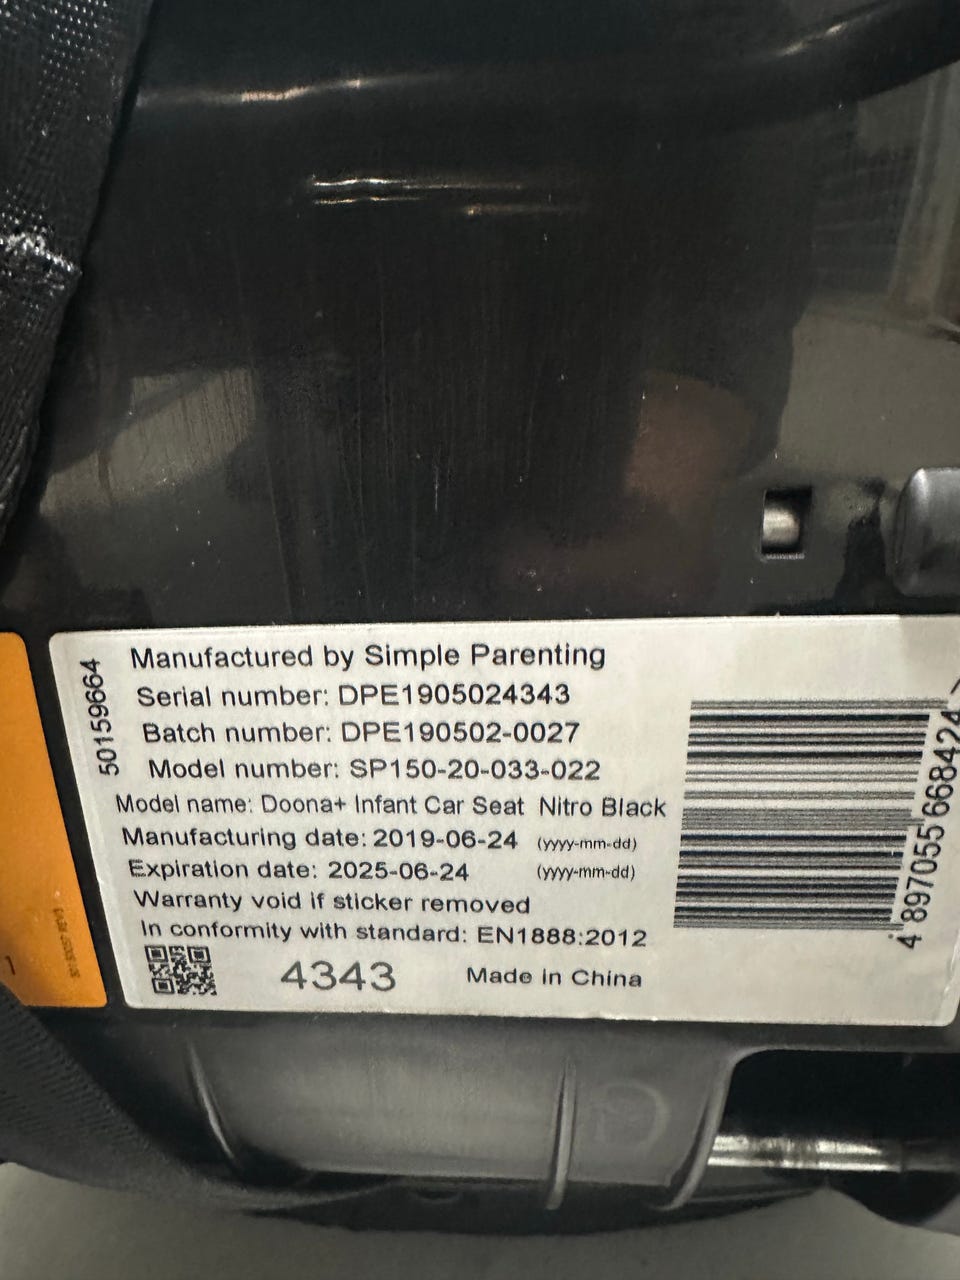 Manufactured by Simple Parenting
Serial number: DPE1905024343
Batch number: DPE190502-0027
Model number: SP150-20-033-022
Model name: Doona+ Infant Car Seat Nitro Black
Manufacturing date: 2019-06-24 (yyyy-mm-dd)
Expiration date: 2025-06-24 (yyyy-mm-dd)
Warranty void if sticker removed
In conformity with standard: EN1888:2012
4343 Made in China
50159664
4 897055 668424 >
1